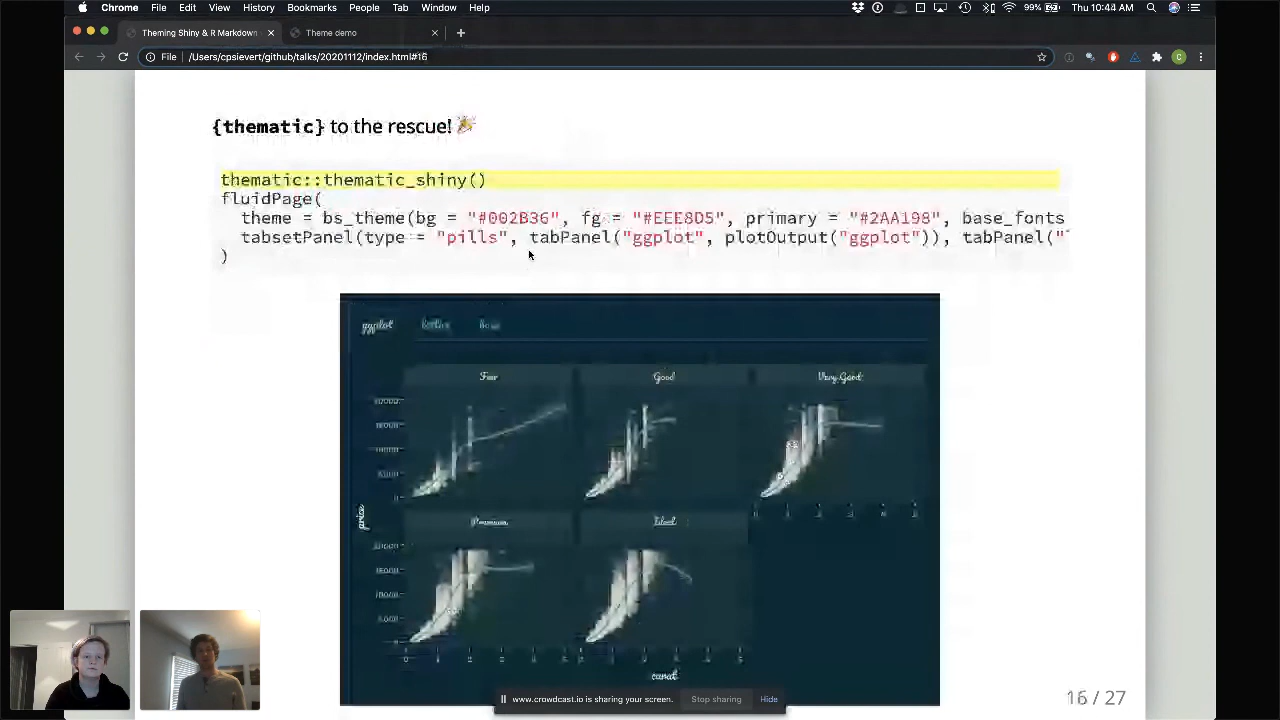 Chrome File Edit View History Bookmarks People Tab Window Help 99% Thu 10:44 AM
Theming Shiny & R Markdown Theme demo
File /Users/cpsievert/github/talks/20201112/index.html#16
{thematic} to the rescue! 🎉
thematic::thematic_shiny()
fluidPage(
theme = bs_theme(bg = "#002B36", fg = "#EEE8D5", primary = "#2AA198", base_fonts
tabsetPanel(type = "pills", tabPanel("ggplot", plotOutput("ggplot")), tabPanel("
)
ggplot
Fair Good Very Good
price
Premium Ideal
carat
www.crowdcast.io is sharing your screen. Stop sharing Hide
16 / 27